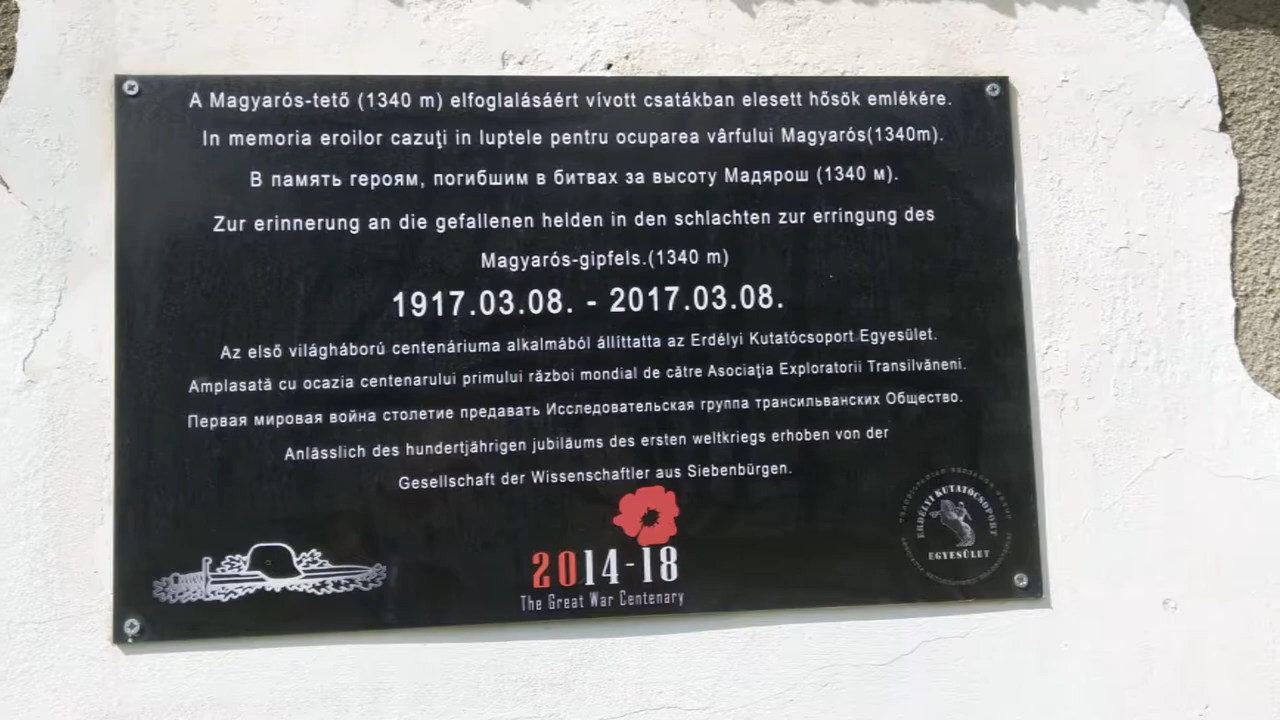 A Magyarós-tető (1340 m) elfoglalásáért vívott csatákban elesett hősök emlékére.
In memoria eroilor cazuţi in luptele pentru ocuparea vârfului Magyarós(1340m).
В память героям, погибшим в битвах за высоту Мадярош (1340 м).
Zur erinnerung an die gefallenen helden in den schlachten zur erringung des
Magyarós-gipfels.(1340 m)
1917.03.08. - 2017.03.08.
Az első világháború centenáriuma alkalmából állíttatta az Erdélyi Kutatócsoport Egyesület.
Amplasată cu ocazia centenarului primului război mondial de către Asociaţia Exploratorii Transilvăneni.
Первая мировая война столетие предавать Исследовательская группа трансильванских Общество.
Anlässlich des hundertjährigen jubiläums des ersten weltkriegs erhoben von der
Gesellschaft der Wissenschaftler aus Siebenbürgen.
2014-18
The Great War Centenary
ERDÉLYI KUTATÓCSOPORT
EGYESÜLET